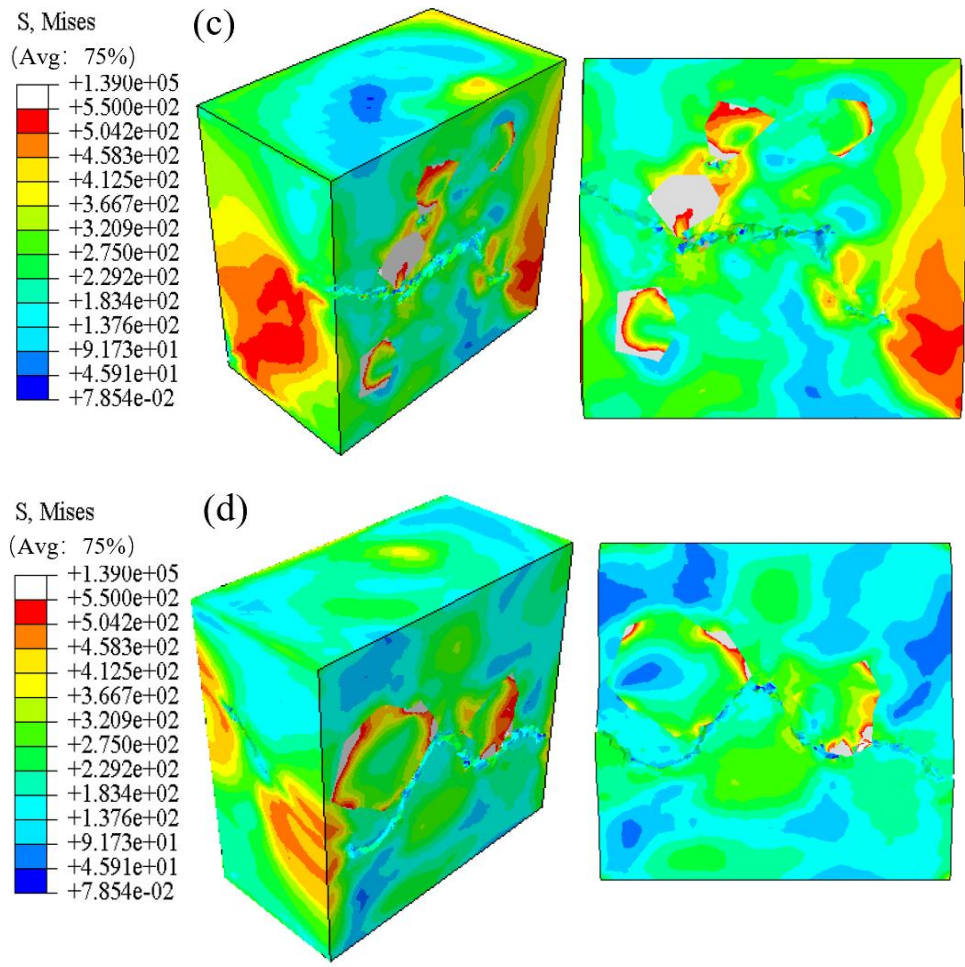 S, Mises
(Avg: 75%)
+1.390e+05
+5.500e+02
+5.042e+02
+4.583e+02
+4.125e+02
+3.667e+02
+3.209e+02
+2.750e+02
+2.292e+02
+1.834e+02
+1.376e+02
+9.173e+01
+4.591e+01
+7.854e-02
(c)
S, Mises
(Avg: 75%)
+1.390e+05
+5.500e+02
+5.042e+02
+4.583e+02
+4.125e+02
+3.667e+02
+3.209e+02
+2.750e+02
+2.292e+02
+1.834e+02
+1.376e+02
+9.173e+01
+4.591e+01
+7.854e-02
(d)